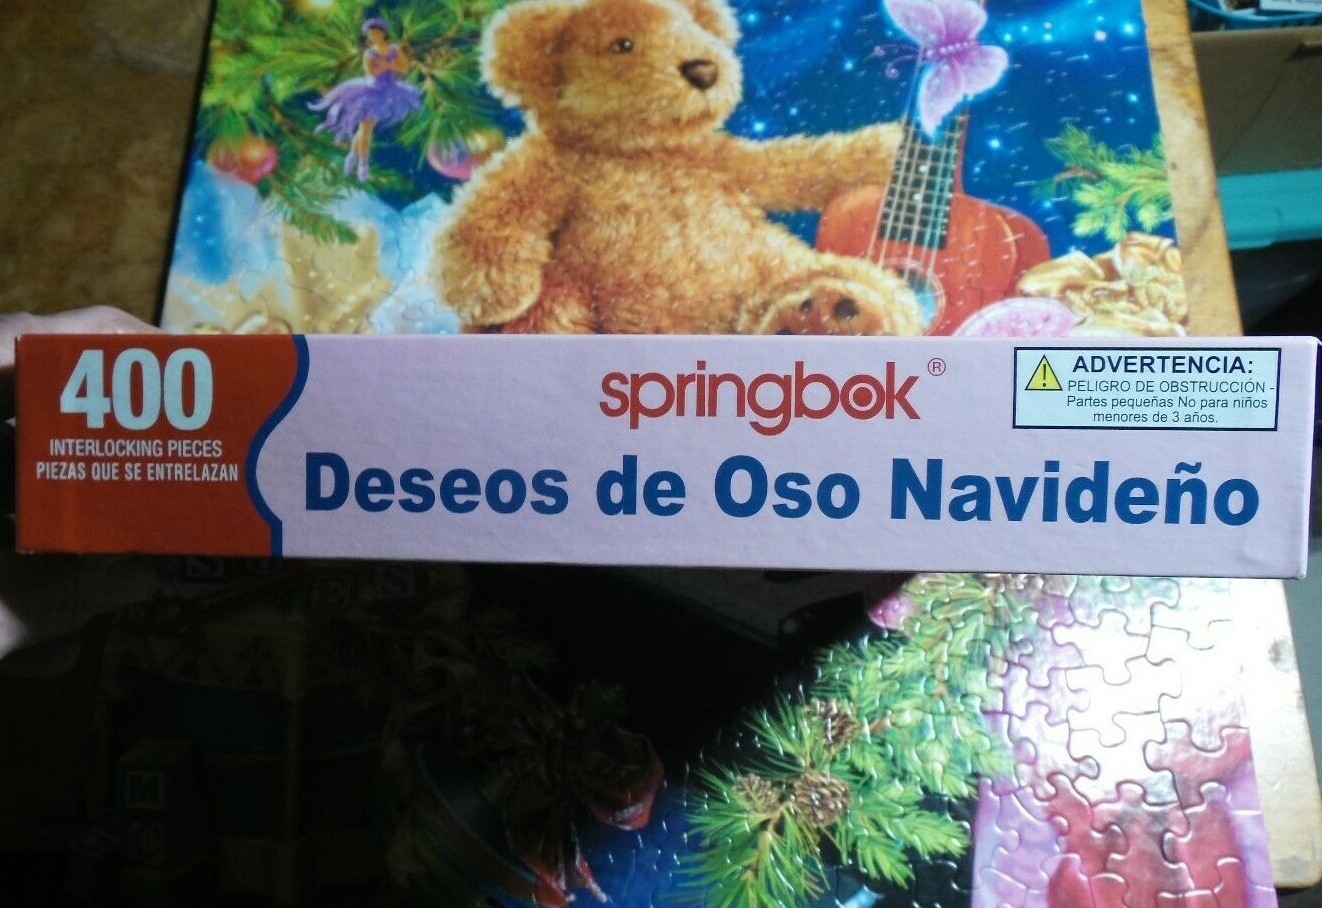 400
INTERLOCKING PIECES
PIEZAS QUE SE ENTRELAZAN
springbok®
Deseos de Oso Navideño
ADVERTENCIA:
PELIGRO DE OBSTRUCCIÓN -
Partes pequeñas No para niños
menores de 3 años.
M